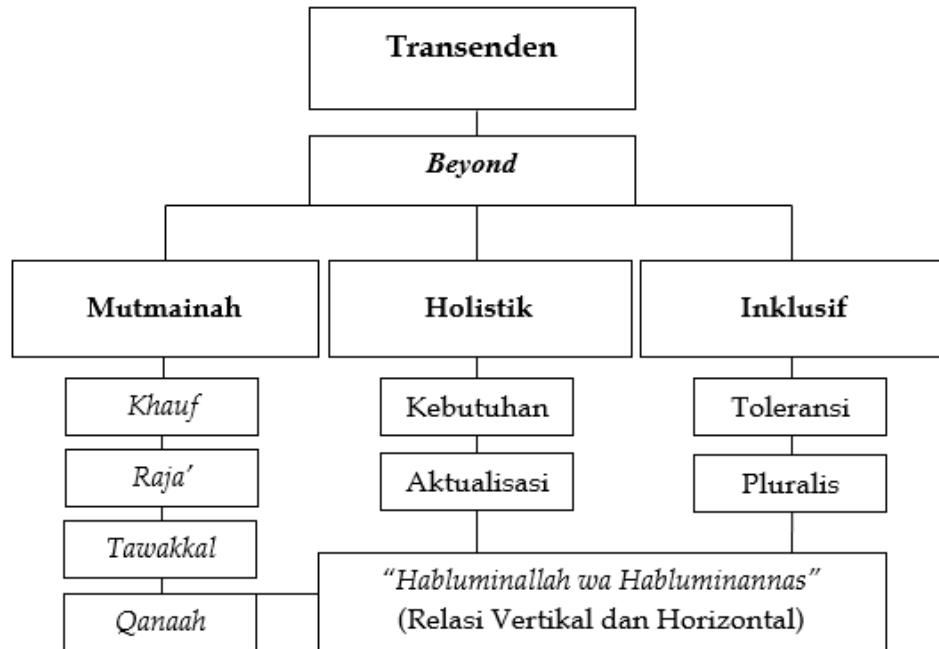 Transenden
Beyond
Mutmainah
Holistik
Inklusif
Khauf
Kebutuhan
Toleransi
Raja’
Aktualisasi
Pluralis
Tawakkal
Qanaah
“Habluminallah wa Habluminannas”
(Relasi Vertikal dan Horizontal)